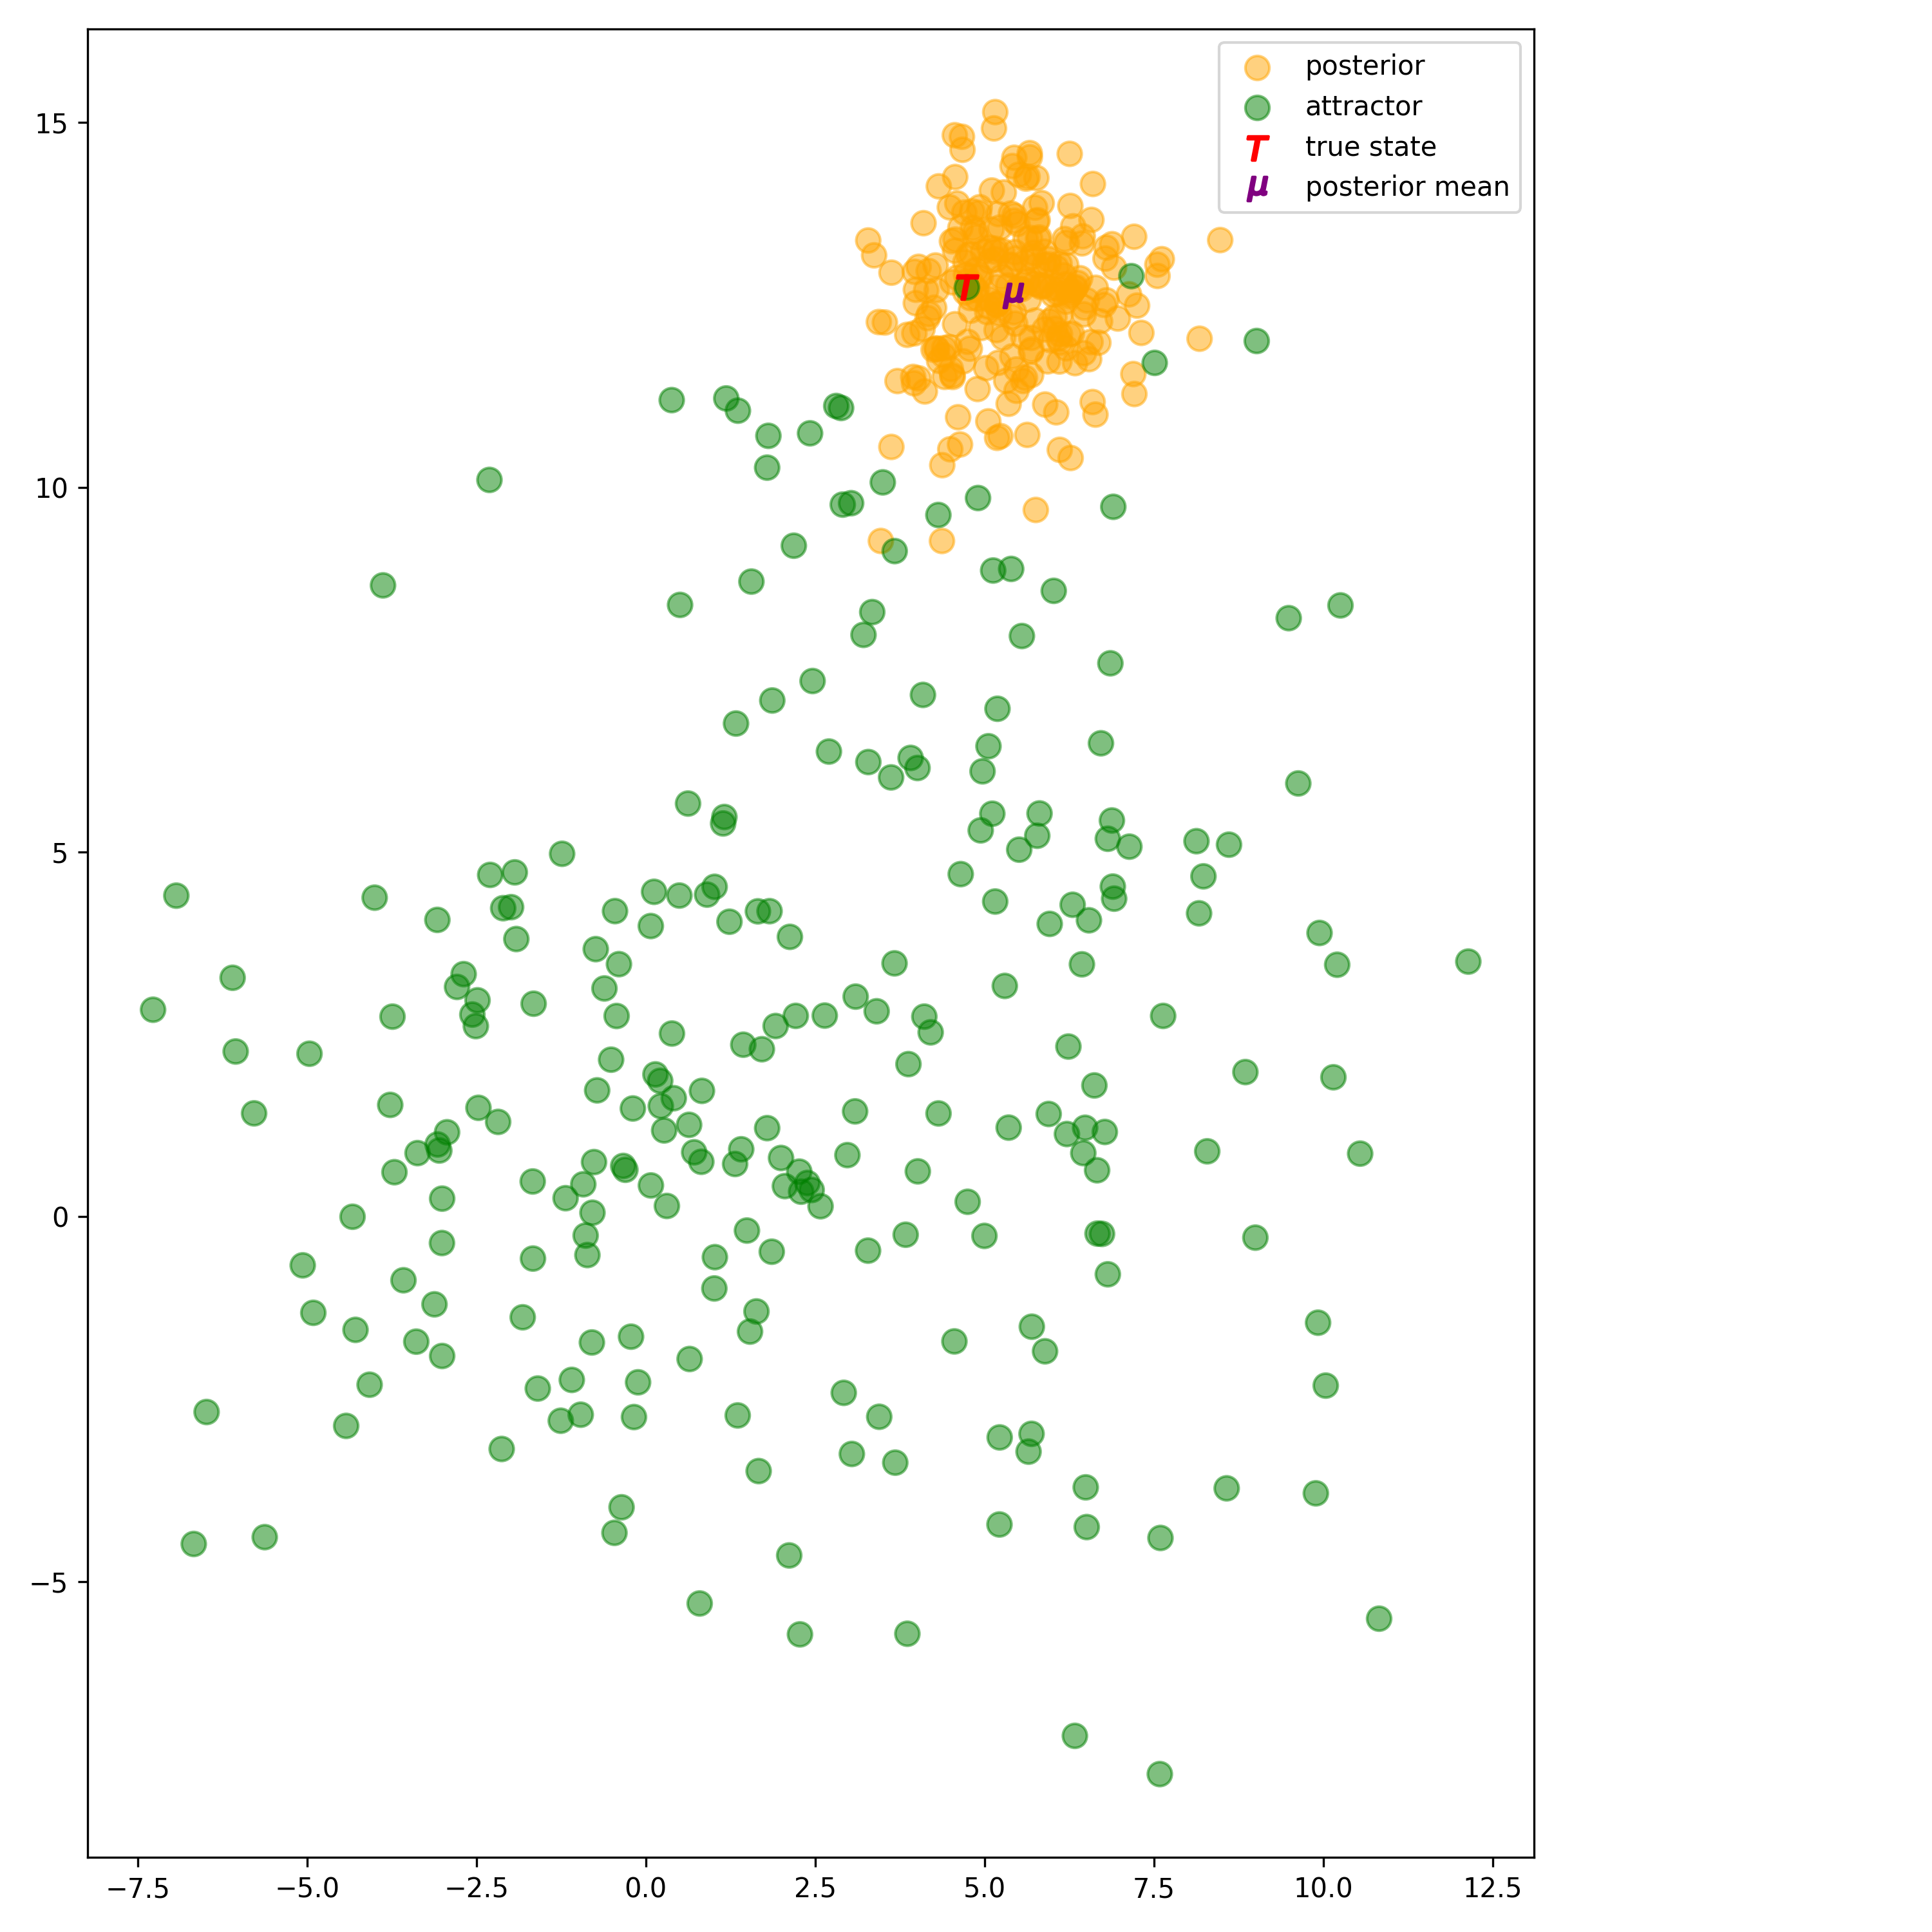 posterior
attractor
T true state
μ posterior mean
15
T μ
10
5
0
−5
−7.5 −5.0 −2.5 0.0 2.5 5.0 7.5 10.0 12.5